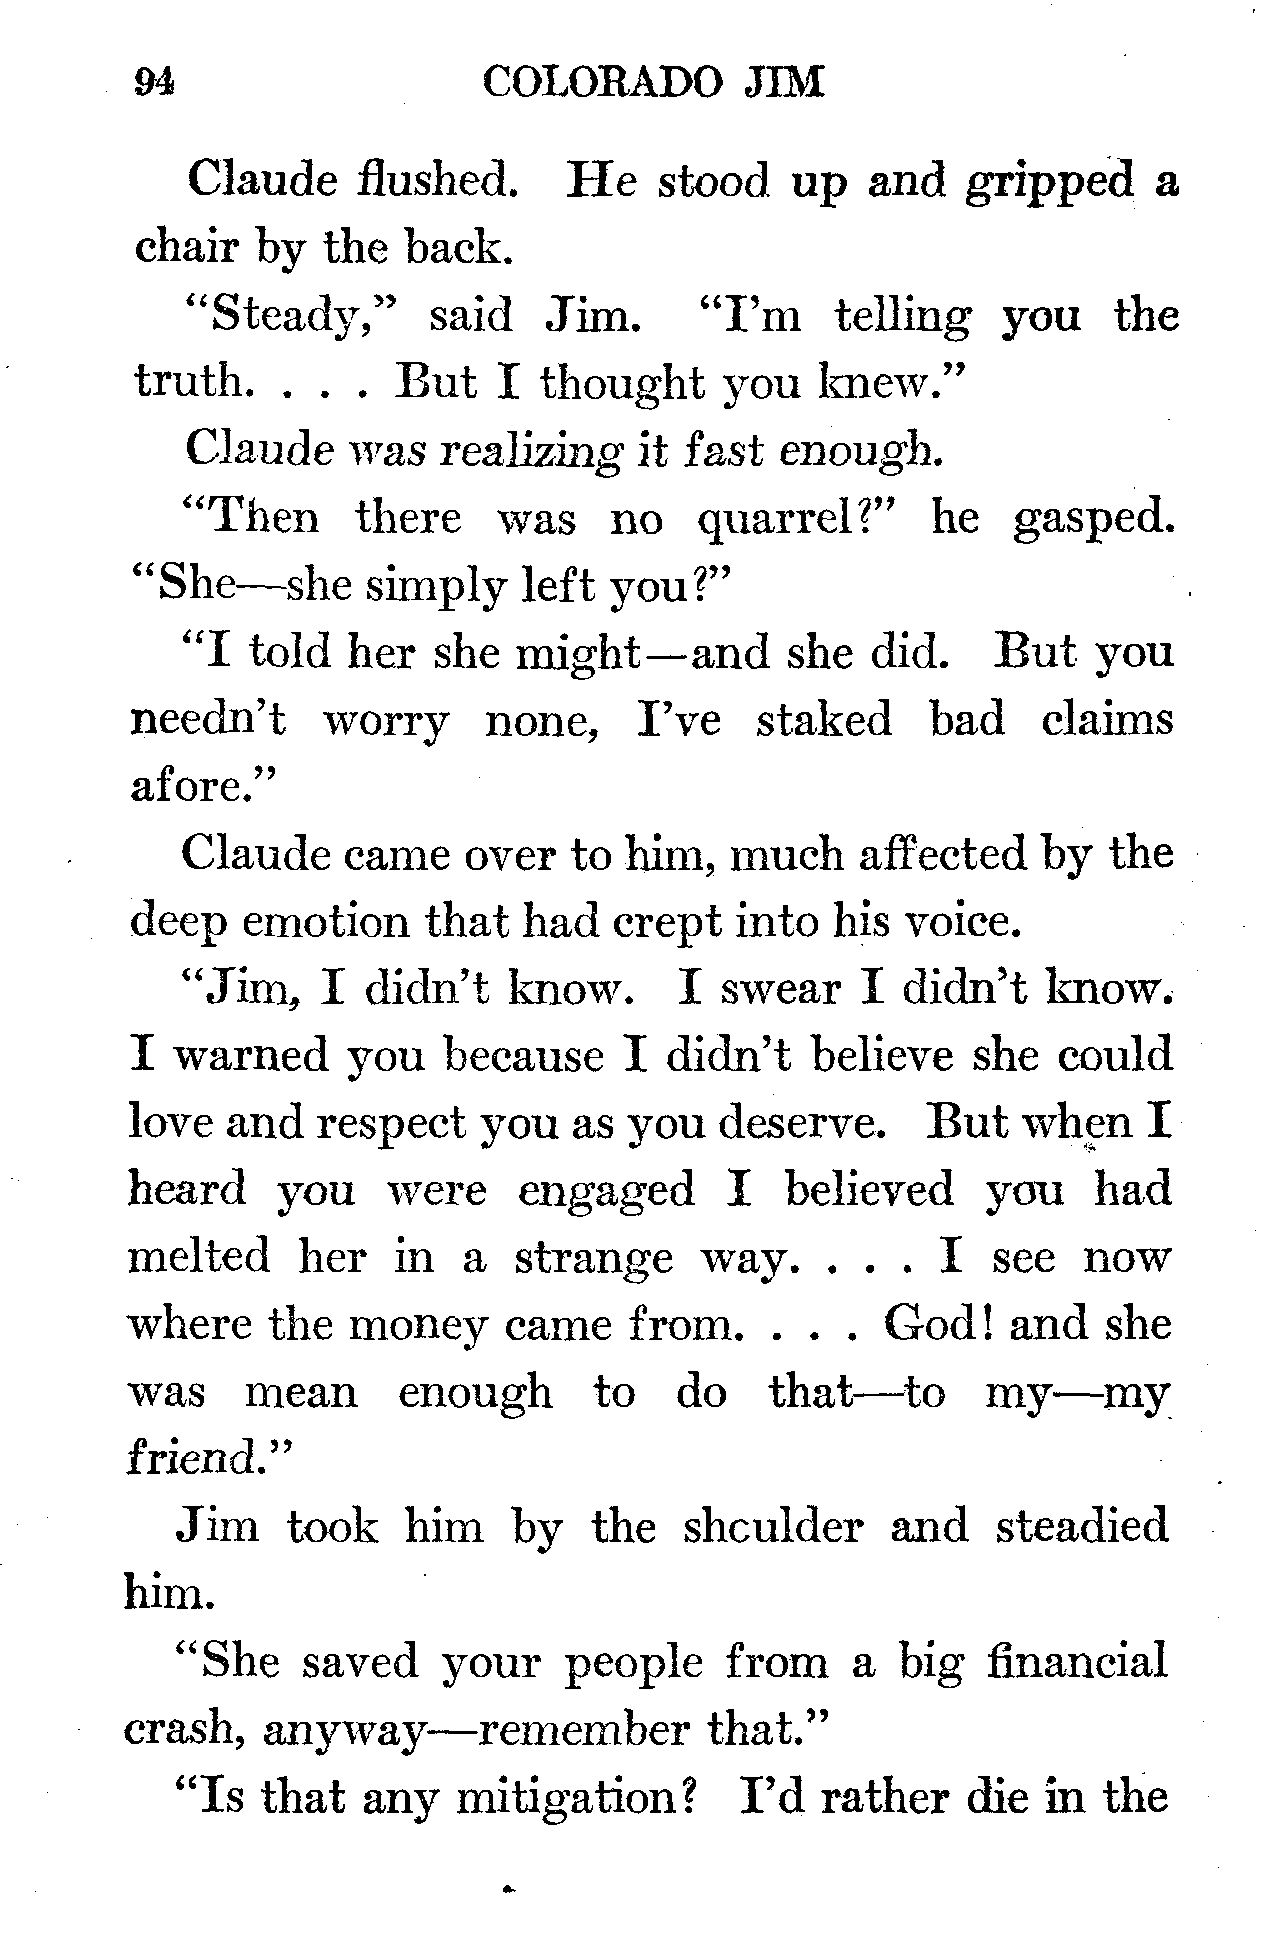 94 COLORADO JIM
Claude flushed. He stood up and gripped a
chair by the back.
“Steady,” said Jim. “I’m telling you the
truth. . . . But I thought you knew.”
Claude was realizing it fast enough.
“Then there was no quarrel?” he gasped.
“She—she simply left you?”
“I told her she might—and she did. But you
needn’t worry none, I’ve staked bad claims
afore.”
Claude came over to him, much affected by the
deep emotion that had crept into his voice.
“Jim, I didn’t know. I swear I didn’t know.
I warned you because I didn’t believe she could
love and respect you as you deserve. But when I
heard you were engaged I believed you had
melted her in a strange way. . . . I see now
where the money came from. . . . God! and she
was mean enough to do that—to my—my
friend.”
Jim took him by the shculder and steadied
him.
“She saved your people from a big financial
crash, anyway—remember that.”
“Is that any mitigation? I’d rather die in the